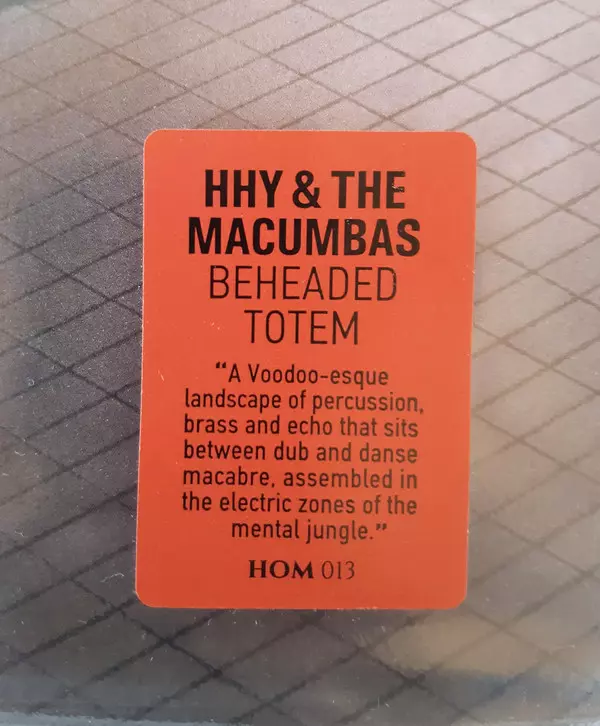 HHY & THE
MACUMBAS
BEHEADED
TOTEM
“A Voodoo-esque
landscape of percussion,
brass and echo that sits
between dub and danse
macabre, assembled in
the electric zones of the
mental jungle.”
HOM 013